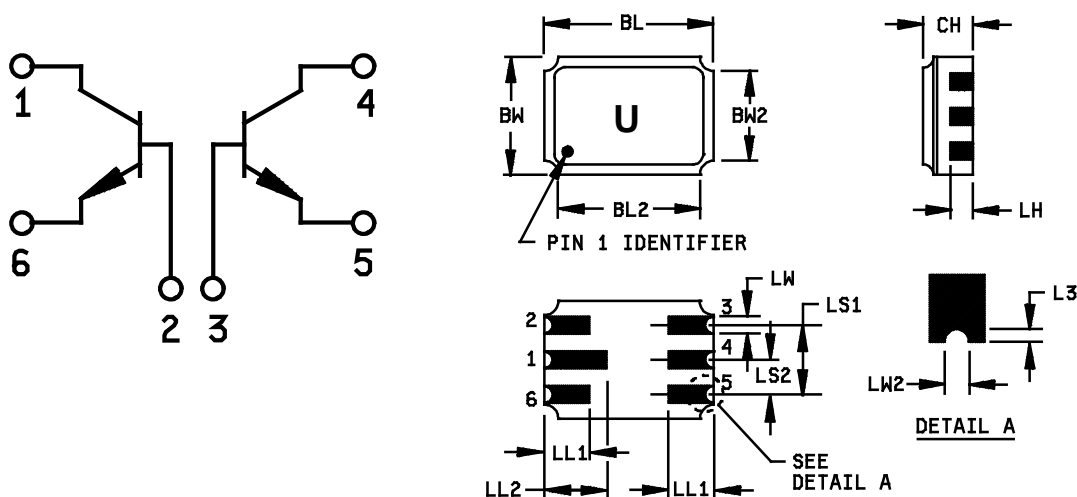 1
4
6
5
2
3
BL
BW
U
BW2
BL2
PIN 1 IDENTIFIER
CH
LH
2
1
6
3
4
5
LW
LS1
LS2
LL1
LL2
LL1
SEE
DETAIL A
L3
LW2
DETAIL A